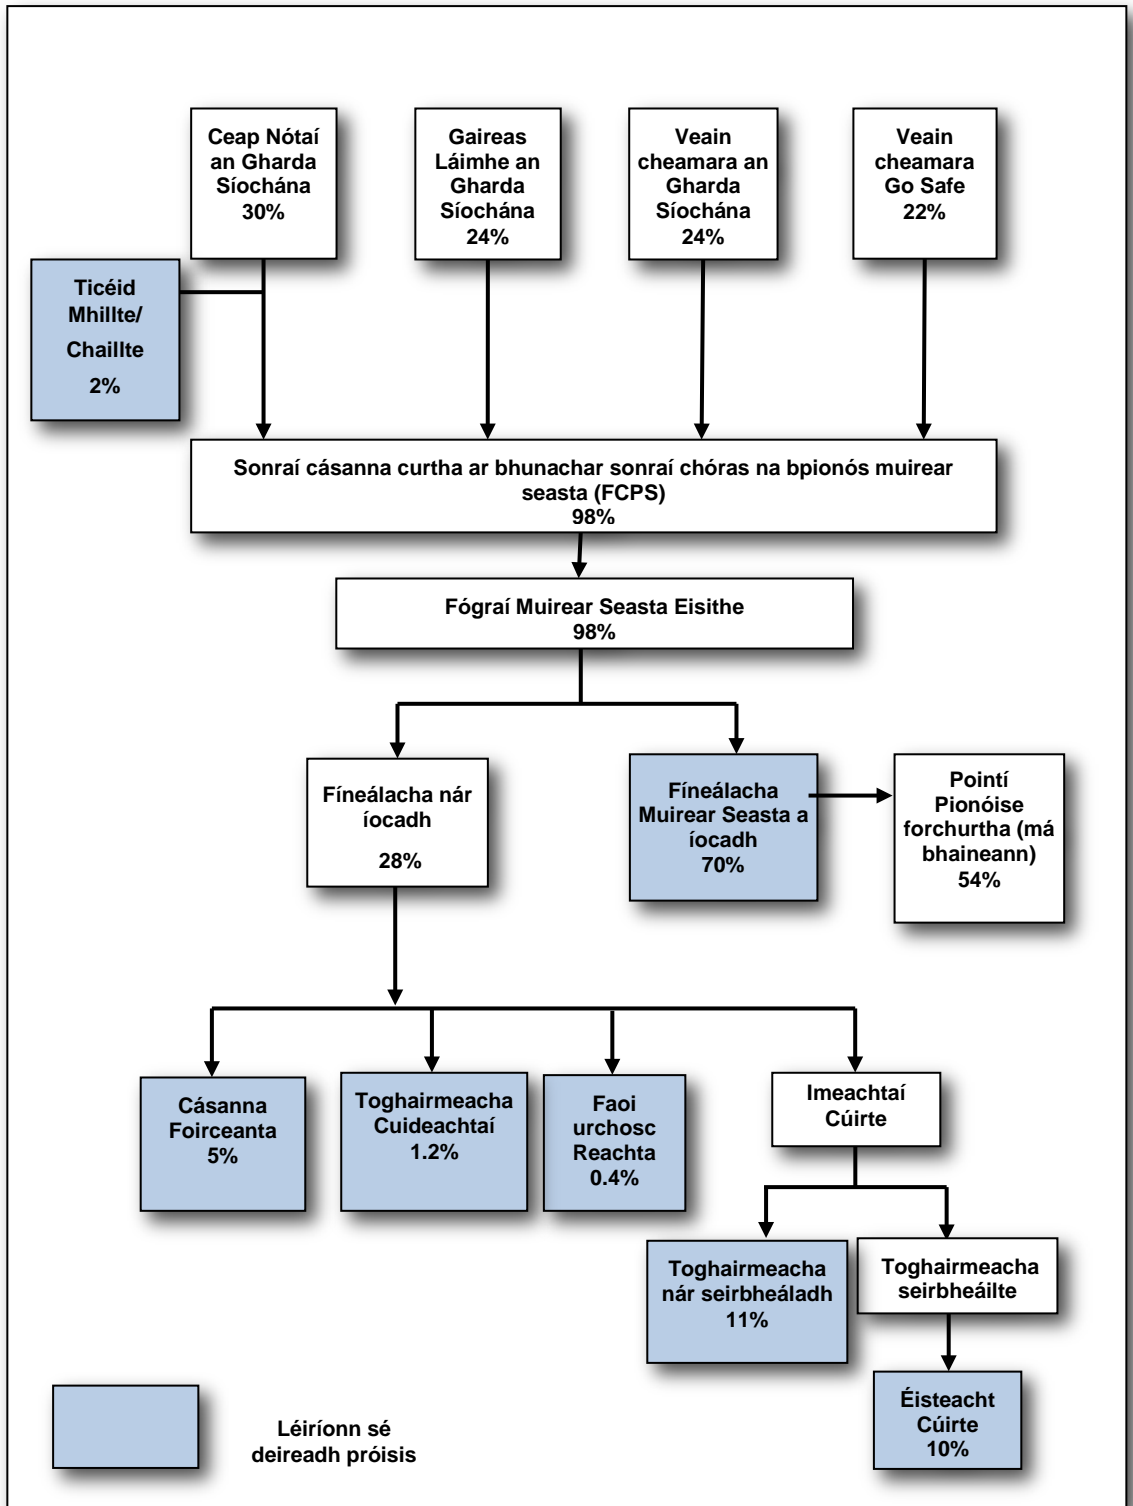 Ceap Nótaí
an Gharda
Síochána
30%
Gaireas
Láimhe an
Gharda
Síochána
24%
Veain
cheamara an
Gharda
Síochána
24%
Veain
cheamara
Go Safe
22%
Ticéid
Mhillte/
Chaillte
2%
Sonraí cásanna curtha ar bhunachar sonraí chóras na bpionós muirear
seasta (FCPS)
98%
Fógraí Muirear Seasta Eisithe
98%
Fíneálacha nár
íocadh
28%
Fíneálacha
Muirear Seasta a
íocadh
70%
Pointí
Pionóise
forchurtha (má
bhaineann)
54%
Cásanna
Foirceanta
5%
Toghairmeacha
Cuideachtaí
1.2%
Faoi
urchosc
Reachta
0.4%
Imeachtaí
Cúirte
Toghairmeacha
nár seirbheáladh
11%
Toghairmeacha
seirbheáilte
Éisteacht
Cúirte
10%
Léiríonn sé
deireadh próisis